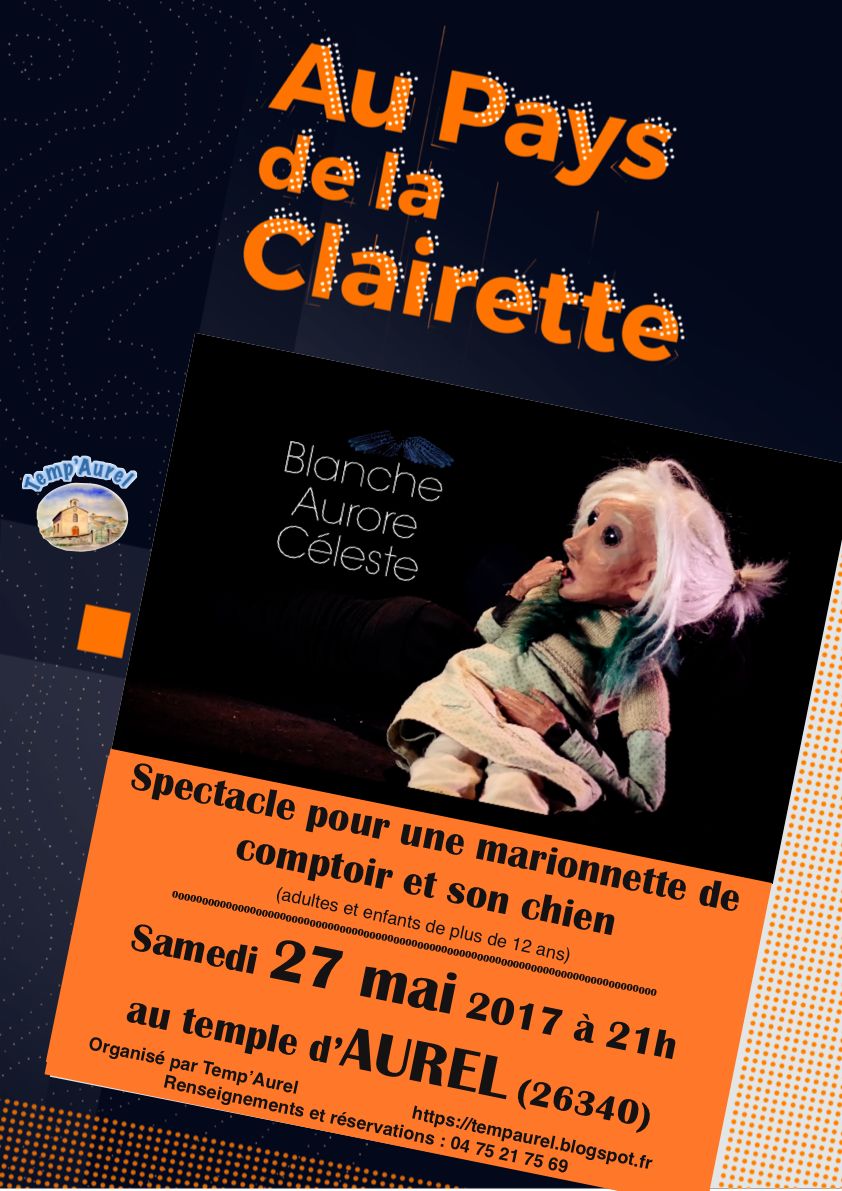 Au Pays
de la
Clairette
Blanche
Aurore
Céleste
Temp'Aurel
Spectacle pour une marionnette de
comptoir et son chien
(adultes et enfants de plus de 12 ans)
Samedi 27 mai 2017 à 21h
au temple d'AUREL (26340)
Organisé par Temp'Aurel
https://tempaurel.blogspot.fr
Renseignements et réservations : 04 75 21 75 69